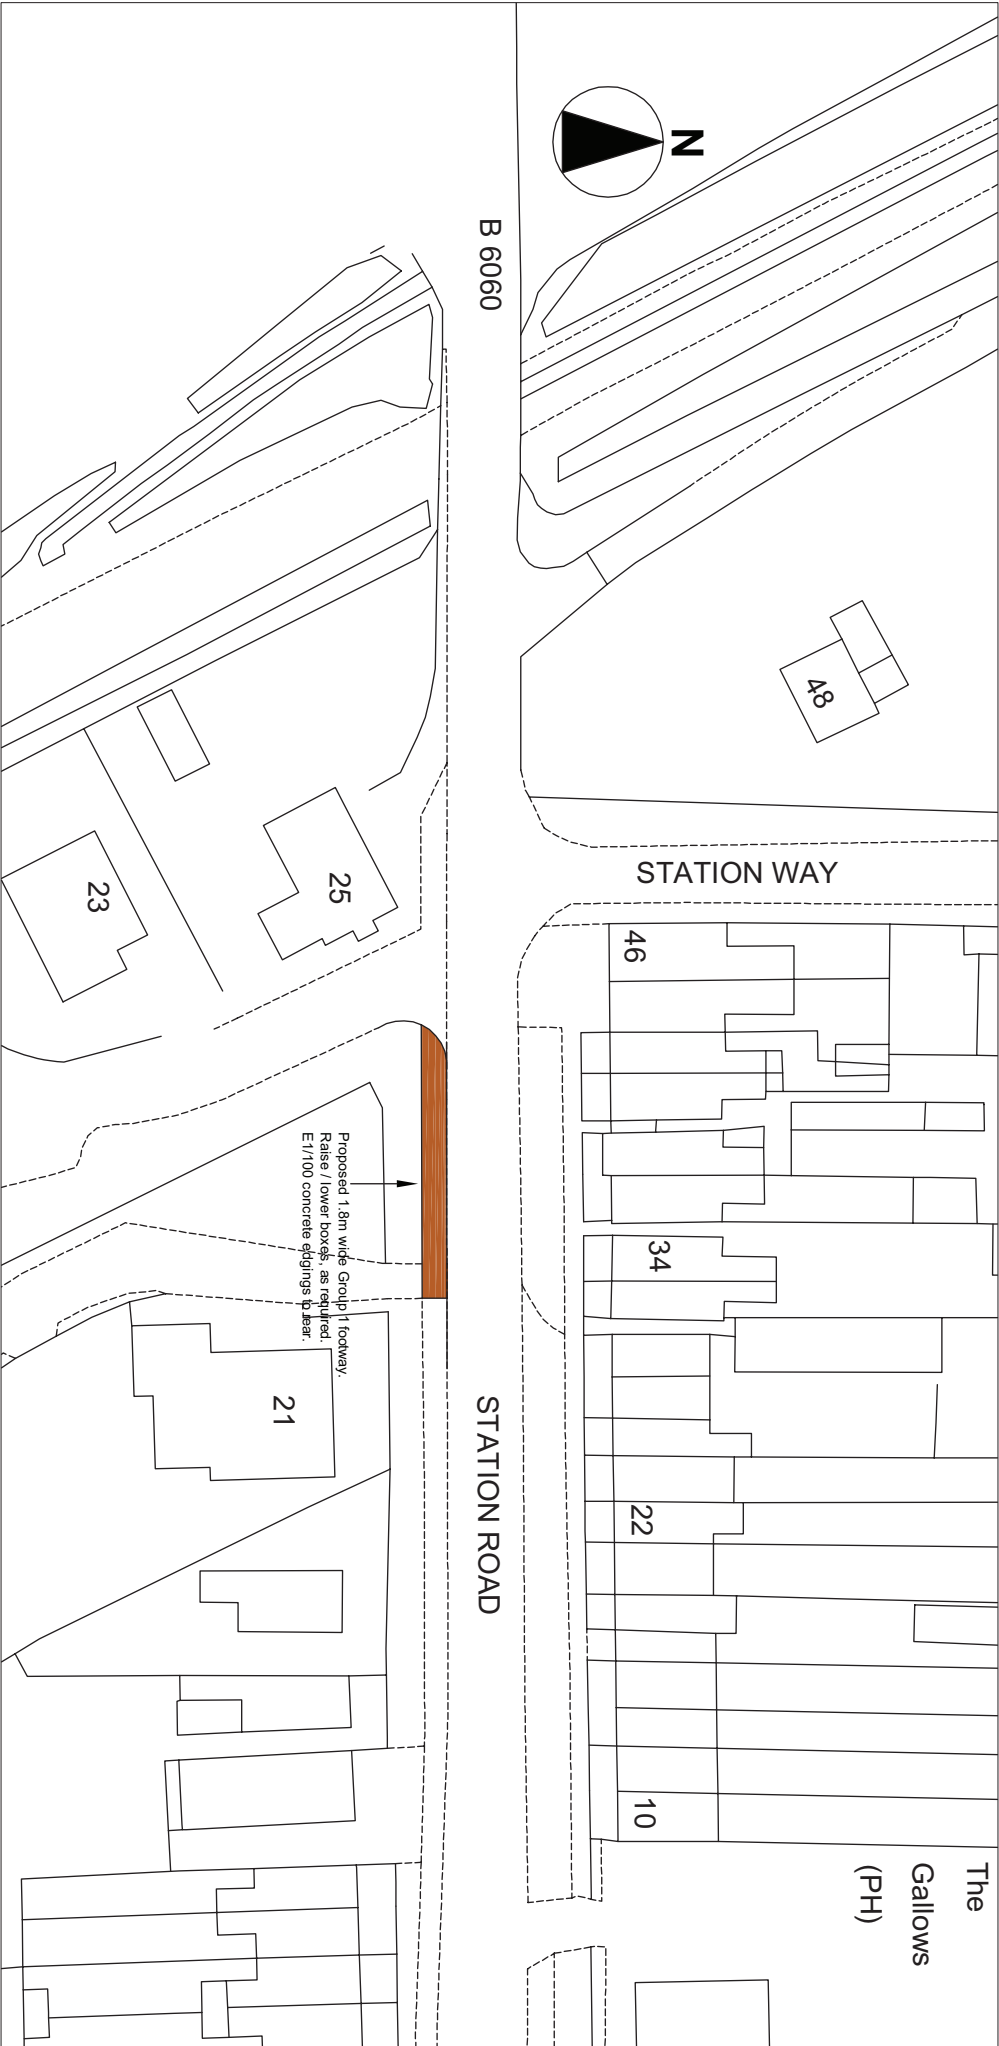 N
B 6060
48
STATION WAY
46
25
23
Proposed 1.8m wide Group 1 footway.
Raise / lower boxes, as required.
E1/100 concrete edgings to rear.
34
21
STATION ROAD
22
10
The
Gallows
(PH)